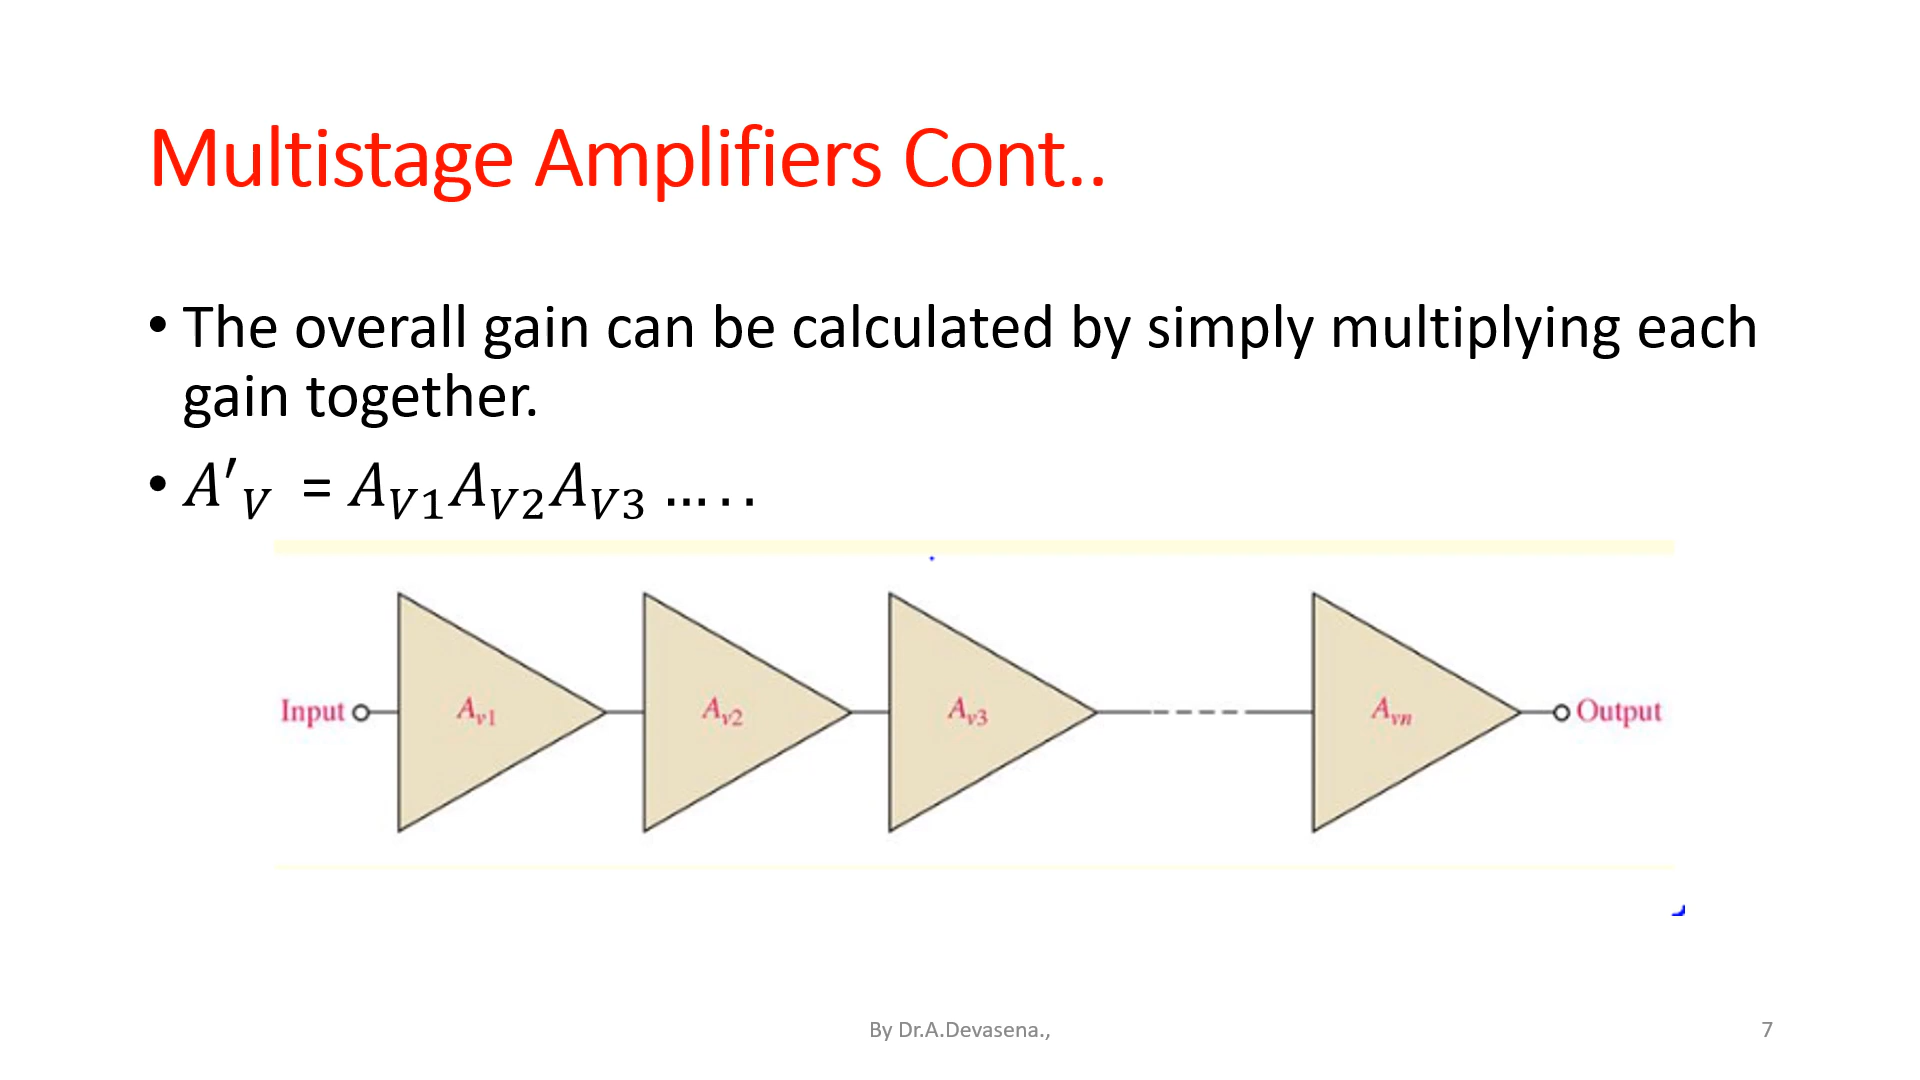 Multistage Amplifiers Cont..
• The overall gain can be calculated by simply multiplying each
gain together.
• A′V = AV1AV2AV3 … . .
Input Av1 Av2 Av3 Avn Output
By Dr.A.Devasena., 7